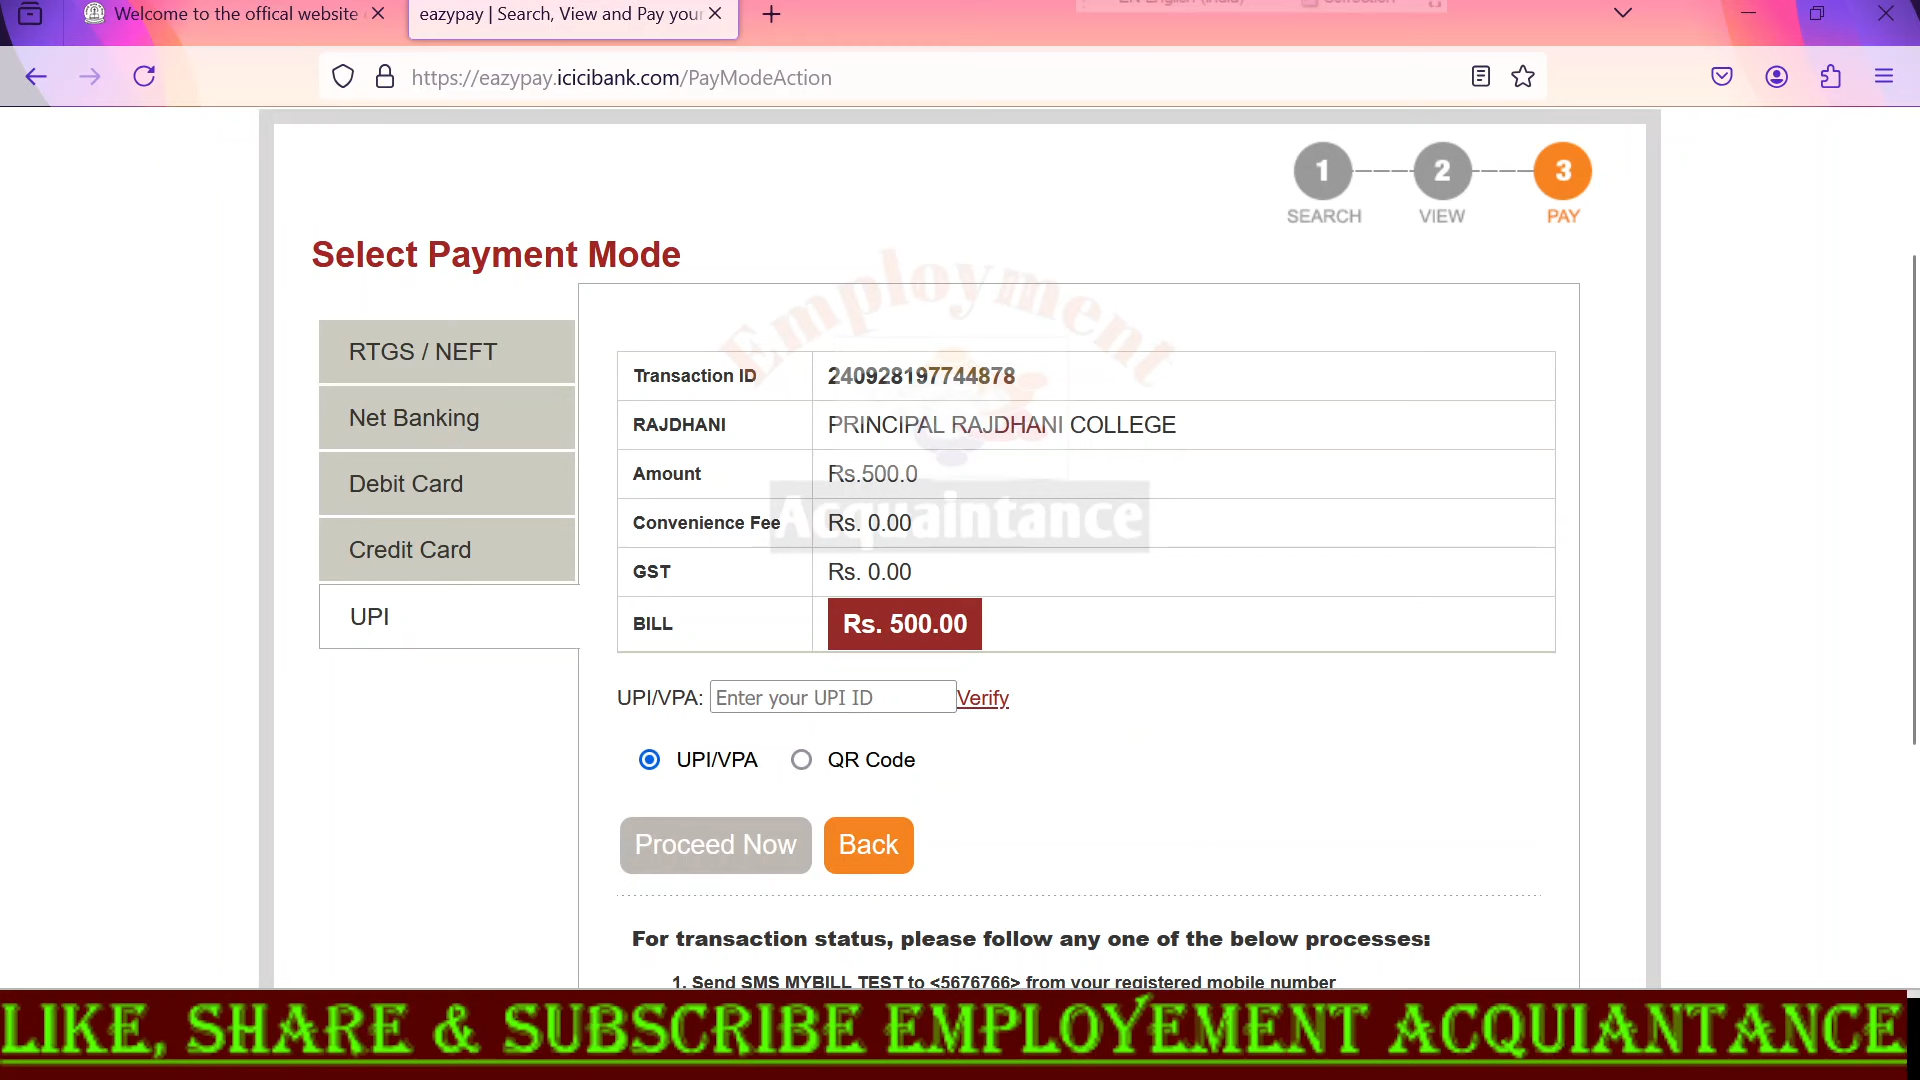 Welcome to the offical website
eazypay | Search, View and Pay your
https://eazypay.icicibank.com/PayModeAction
1 2 3
SEARCH VIEW PAY
Select Payment Mode
Employment
Acquaintance
RTGS / NEFT
Net Banking
Debit Card
Credit Card
UPI
Transaction ID 240928197744878
RAJDHANI PRINCIPAL RAJDHANI COLLEGE
Amount Rs.500.0
Convenience Fee Rs. 0.00
GST Rs. 0.00
BILL Rs. 500.00
UPI/VPA: Enter your UPI ID Verify
UPI/VPA QR Code
Proceed Now Back
For transaction status, please follow any one of the below processes:
1. Send SMS MYBILL TEST to <5676766> from your registered mobile number
LIKE, SHARE & SUBSCRIBE EMPLOYEMENT ACQUIANTANCE